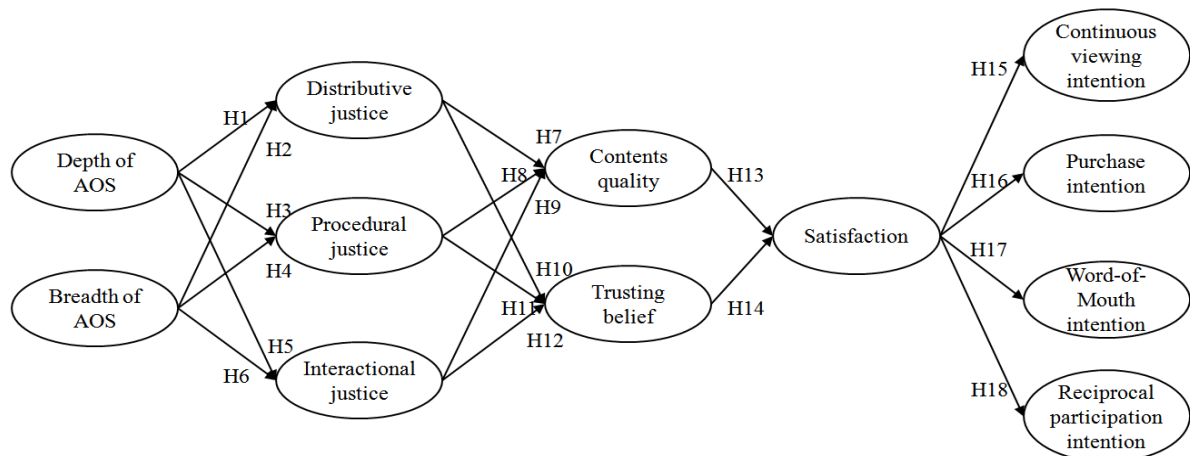 Depth of
AOS
Breadth of
AOS
H1
H2
H3
H4
H5
H6
Distributive
justice
Procedural
justice
Interactional
justice
H7
H8
H9
H10
H11
H12
Contents
quality
Trusting
belief
H13
H14
Satisfaction
H15
H16
H17
H18
Continuous
viewing
intention
Purchase
intention
Word-of-
Mouth
intention
Reciprocal
participation
intention